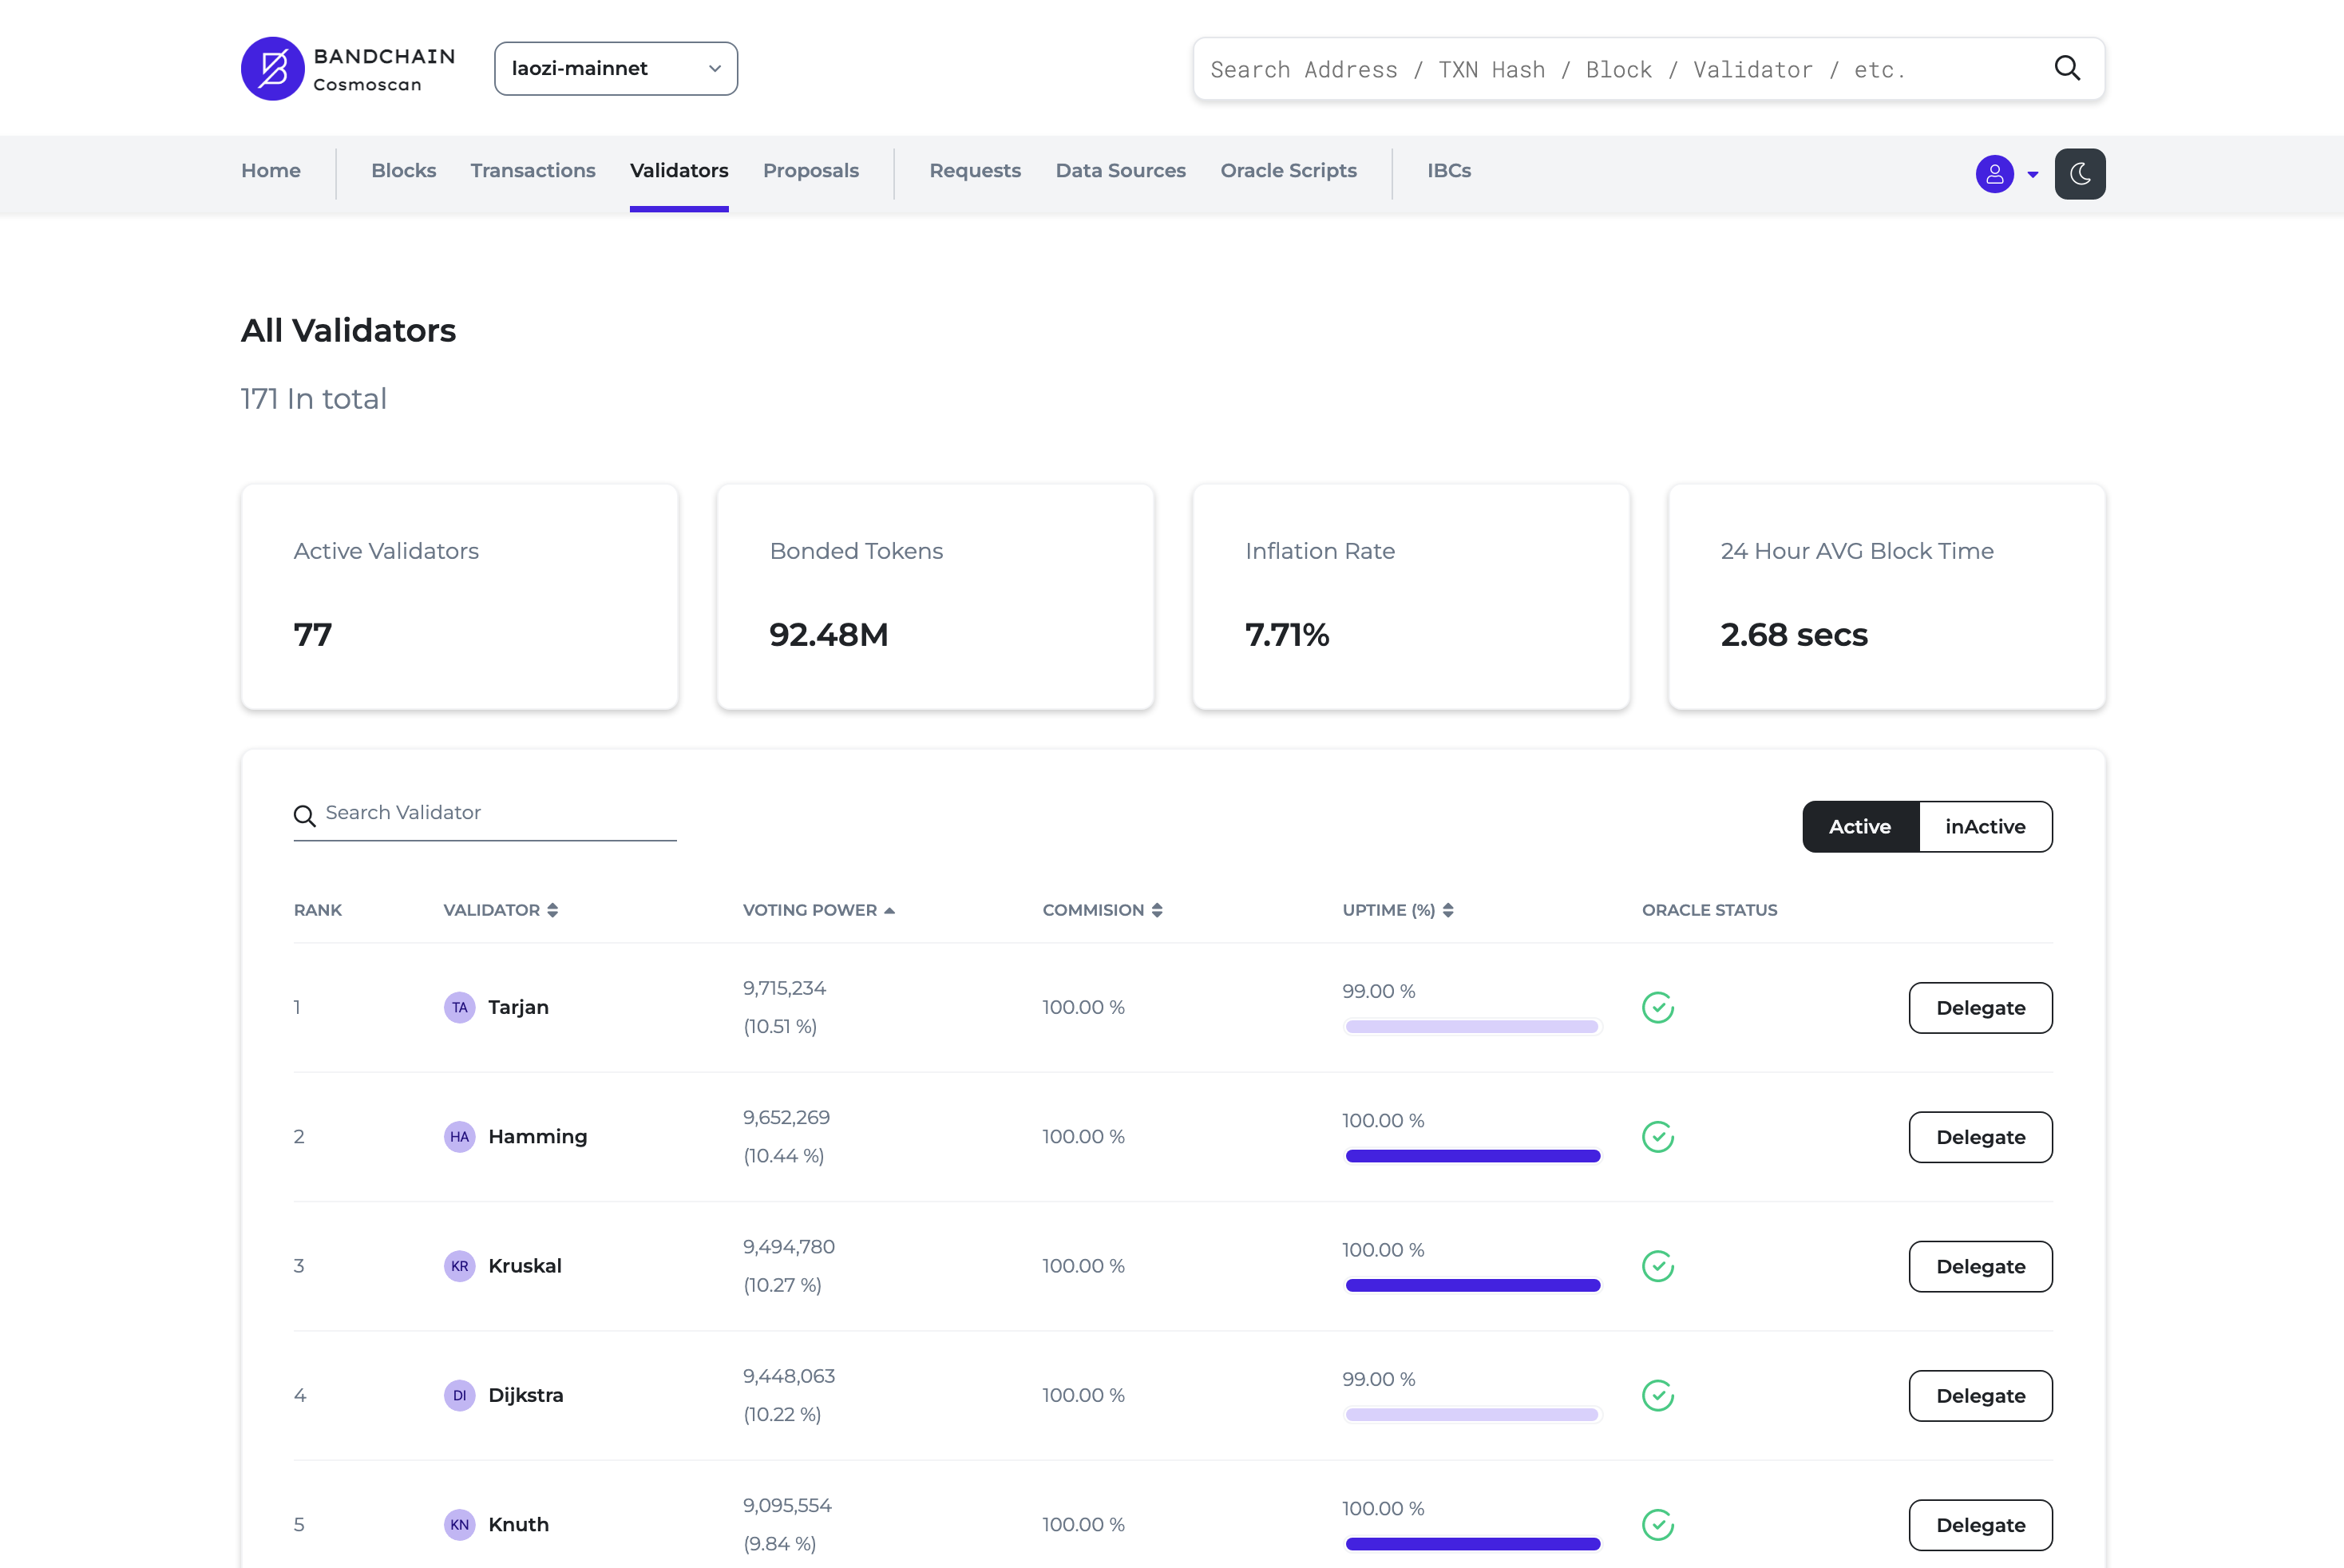 BANDCHAIN
Cosmoscan
laozi-mainnet
Search Address / TXN Hash / Block / Validator / etc.
Home Blocks Transactions Validators Proposals Requests Data Sources Oracle Scripts IBCs
All Validators
171 In total
Active Validators Bonded Tokens Inflation Rate 24 Hour AVG Block Time
77 92.48M 7.71% 2.68 secs
Search Validator Active inActive
RANK VALIDATOR VOTING POWER COMMISION UPTIME (%) ORACLE STATUS
1 TA Tarjan 9,715,234 100.00 % 99.00 % Delegate
(10.51 %)
2 HA Hamming 9,652,269 100.00 % 100.00 % Delegate
(10.44 %)
3 KR Kruskal 9,494,780 100.00 % 100.00 % Delegate
(10.27 %)
4 DI Dijkstra 9,448,063 100.00 % 99.00 % Delegate
(10.22 %)
5 KN Knuth 9,095,554 100.00 % 100.00 % Delegate
(9.84 %)